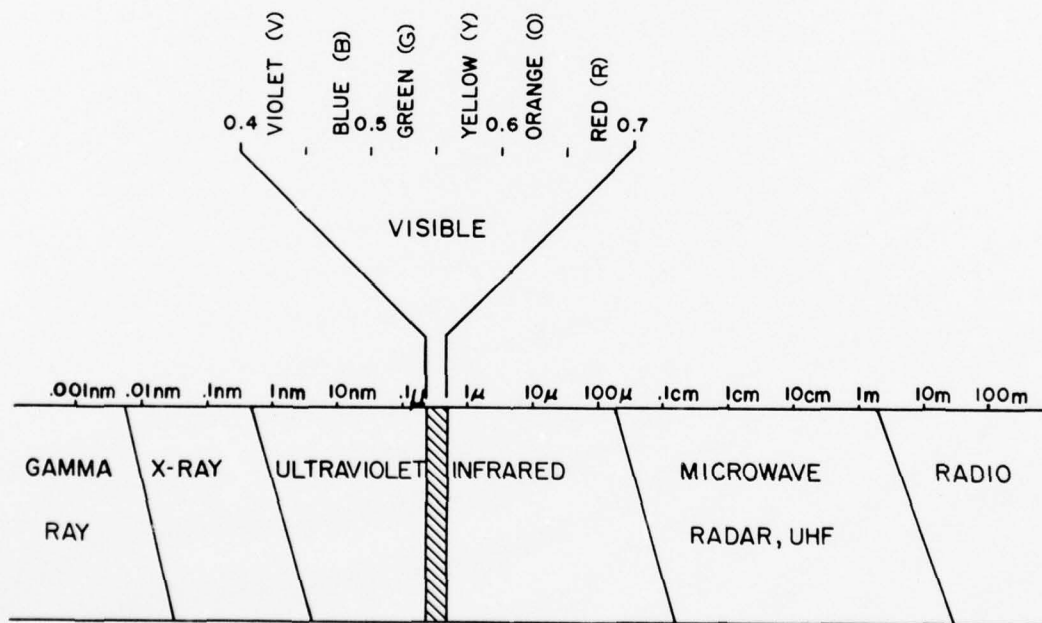 VIOLET (V)
BLUE (B)
GREEN (G)
YELLOW (Y)
ORANGE (O)
RED (R)
0.4 0.5 0.6 0.7
VISIBLE
.001nm .01nm .1nm 1nm 10nm .1μ 1μ 10μ 100μ .1cm 1cm 10cm 1m 10m 100m
GAMMA X-RAY ULTRAVIOLET INFRARED MICROWAVE RADIO
RAY RADAR, UHF